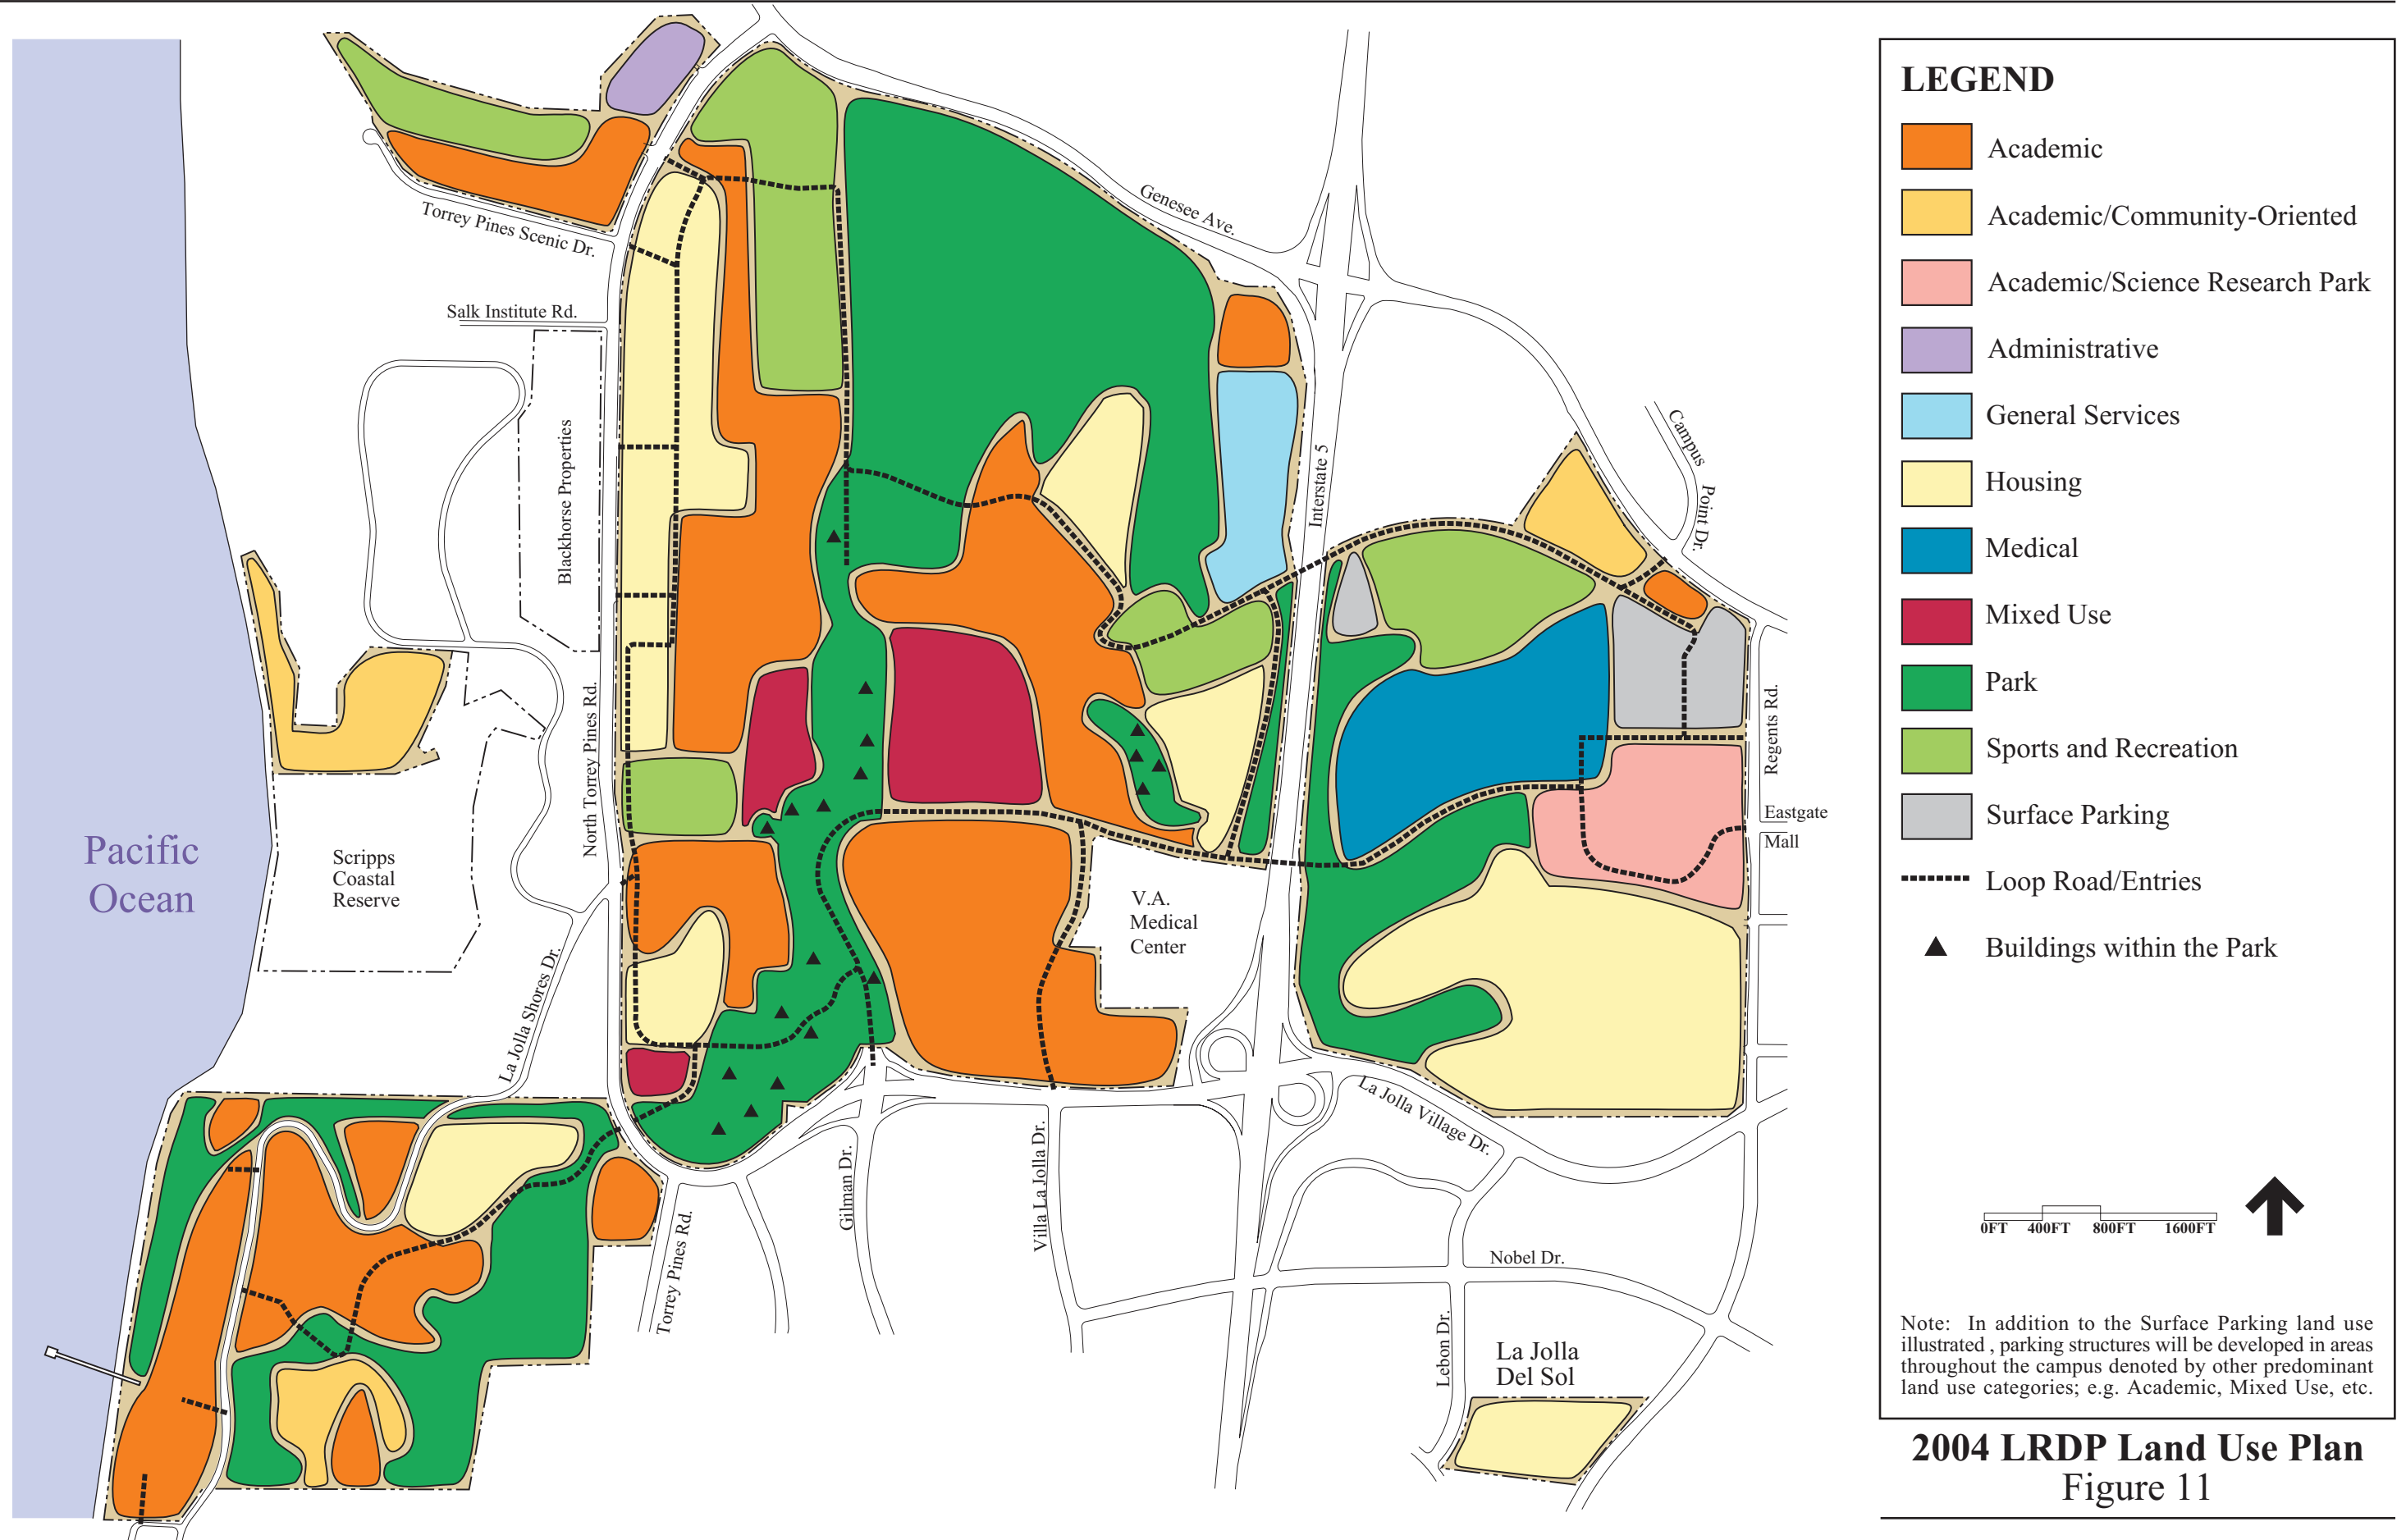 Genesee Ave.
Torrey Pines Scenic Dr.
Salk Institute Rd.
Blackhorse Properties
Interstate 5
Campus
Point Dr.
North Torrey Pines Rd.
Regents Rd.
Eastgate
Mall
Pacific
Ocean
Scripps
Coastal
Reserve
V.A.
Medical
Center
La Jolla Shores Dr.
La Jolla Village Dr.
Gilman Dr.
Villa La Jolla Dr.
Torrey Pines Rd.
Nobel Dr.
Lebon Dr.
La Jolla
Del Sol
LEGEND
Academic
Academic/Community-Oriented
Academic/Science Research Park
Administrative
General Services
Housing
Medical
Mixed Use
Park
Sports and Recreation
Surface Parking
Loop Road/Entries
Buildings within the Park
0FT 400FT 800FT 1600FT
Note: In addition to the Surface Parking land use
illustrated , parking structures will be developed in areas
throughout the campus denoted by other predominant
land use categories; e.g. Academic, Mixed Use, etc.
2004 LRDP Land Use Plan
Figure 11